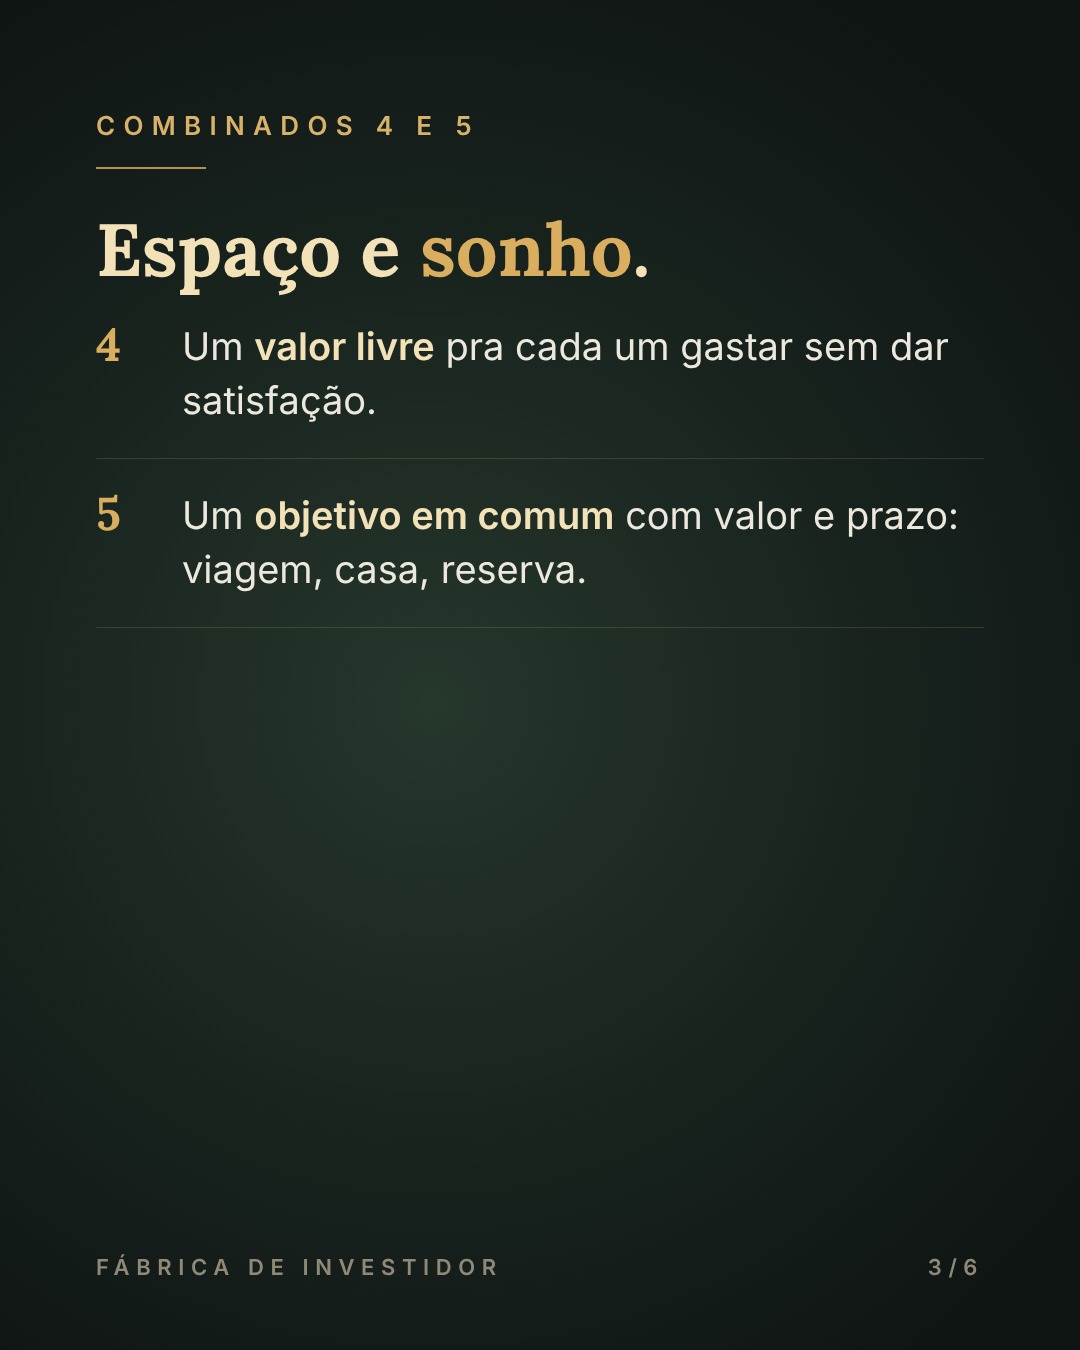 COMBINADOS 4 E 5
Espaço e sonho.
4 Um valor livre pra cada um gastar sem dar
satisfação.
5 Um objetivo em comum com valor e prazo:
viagem, casa, reserva.
FÁBRICA DE INVESTIDOR 3/6